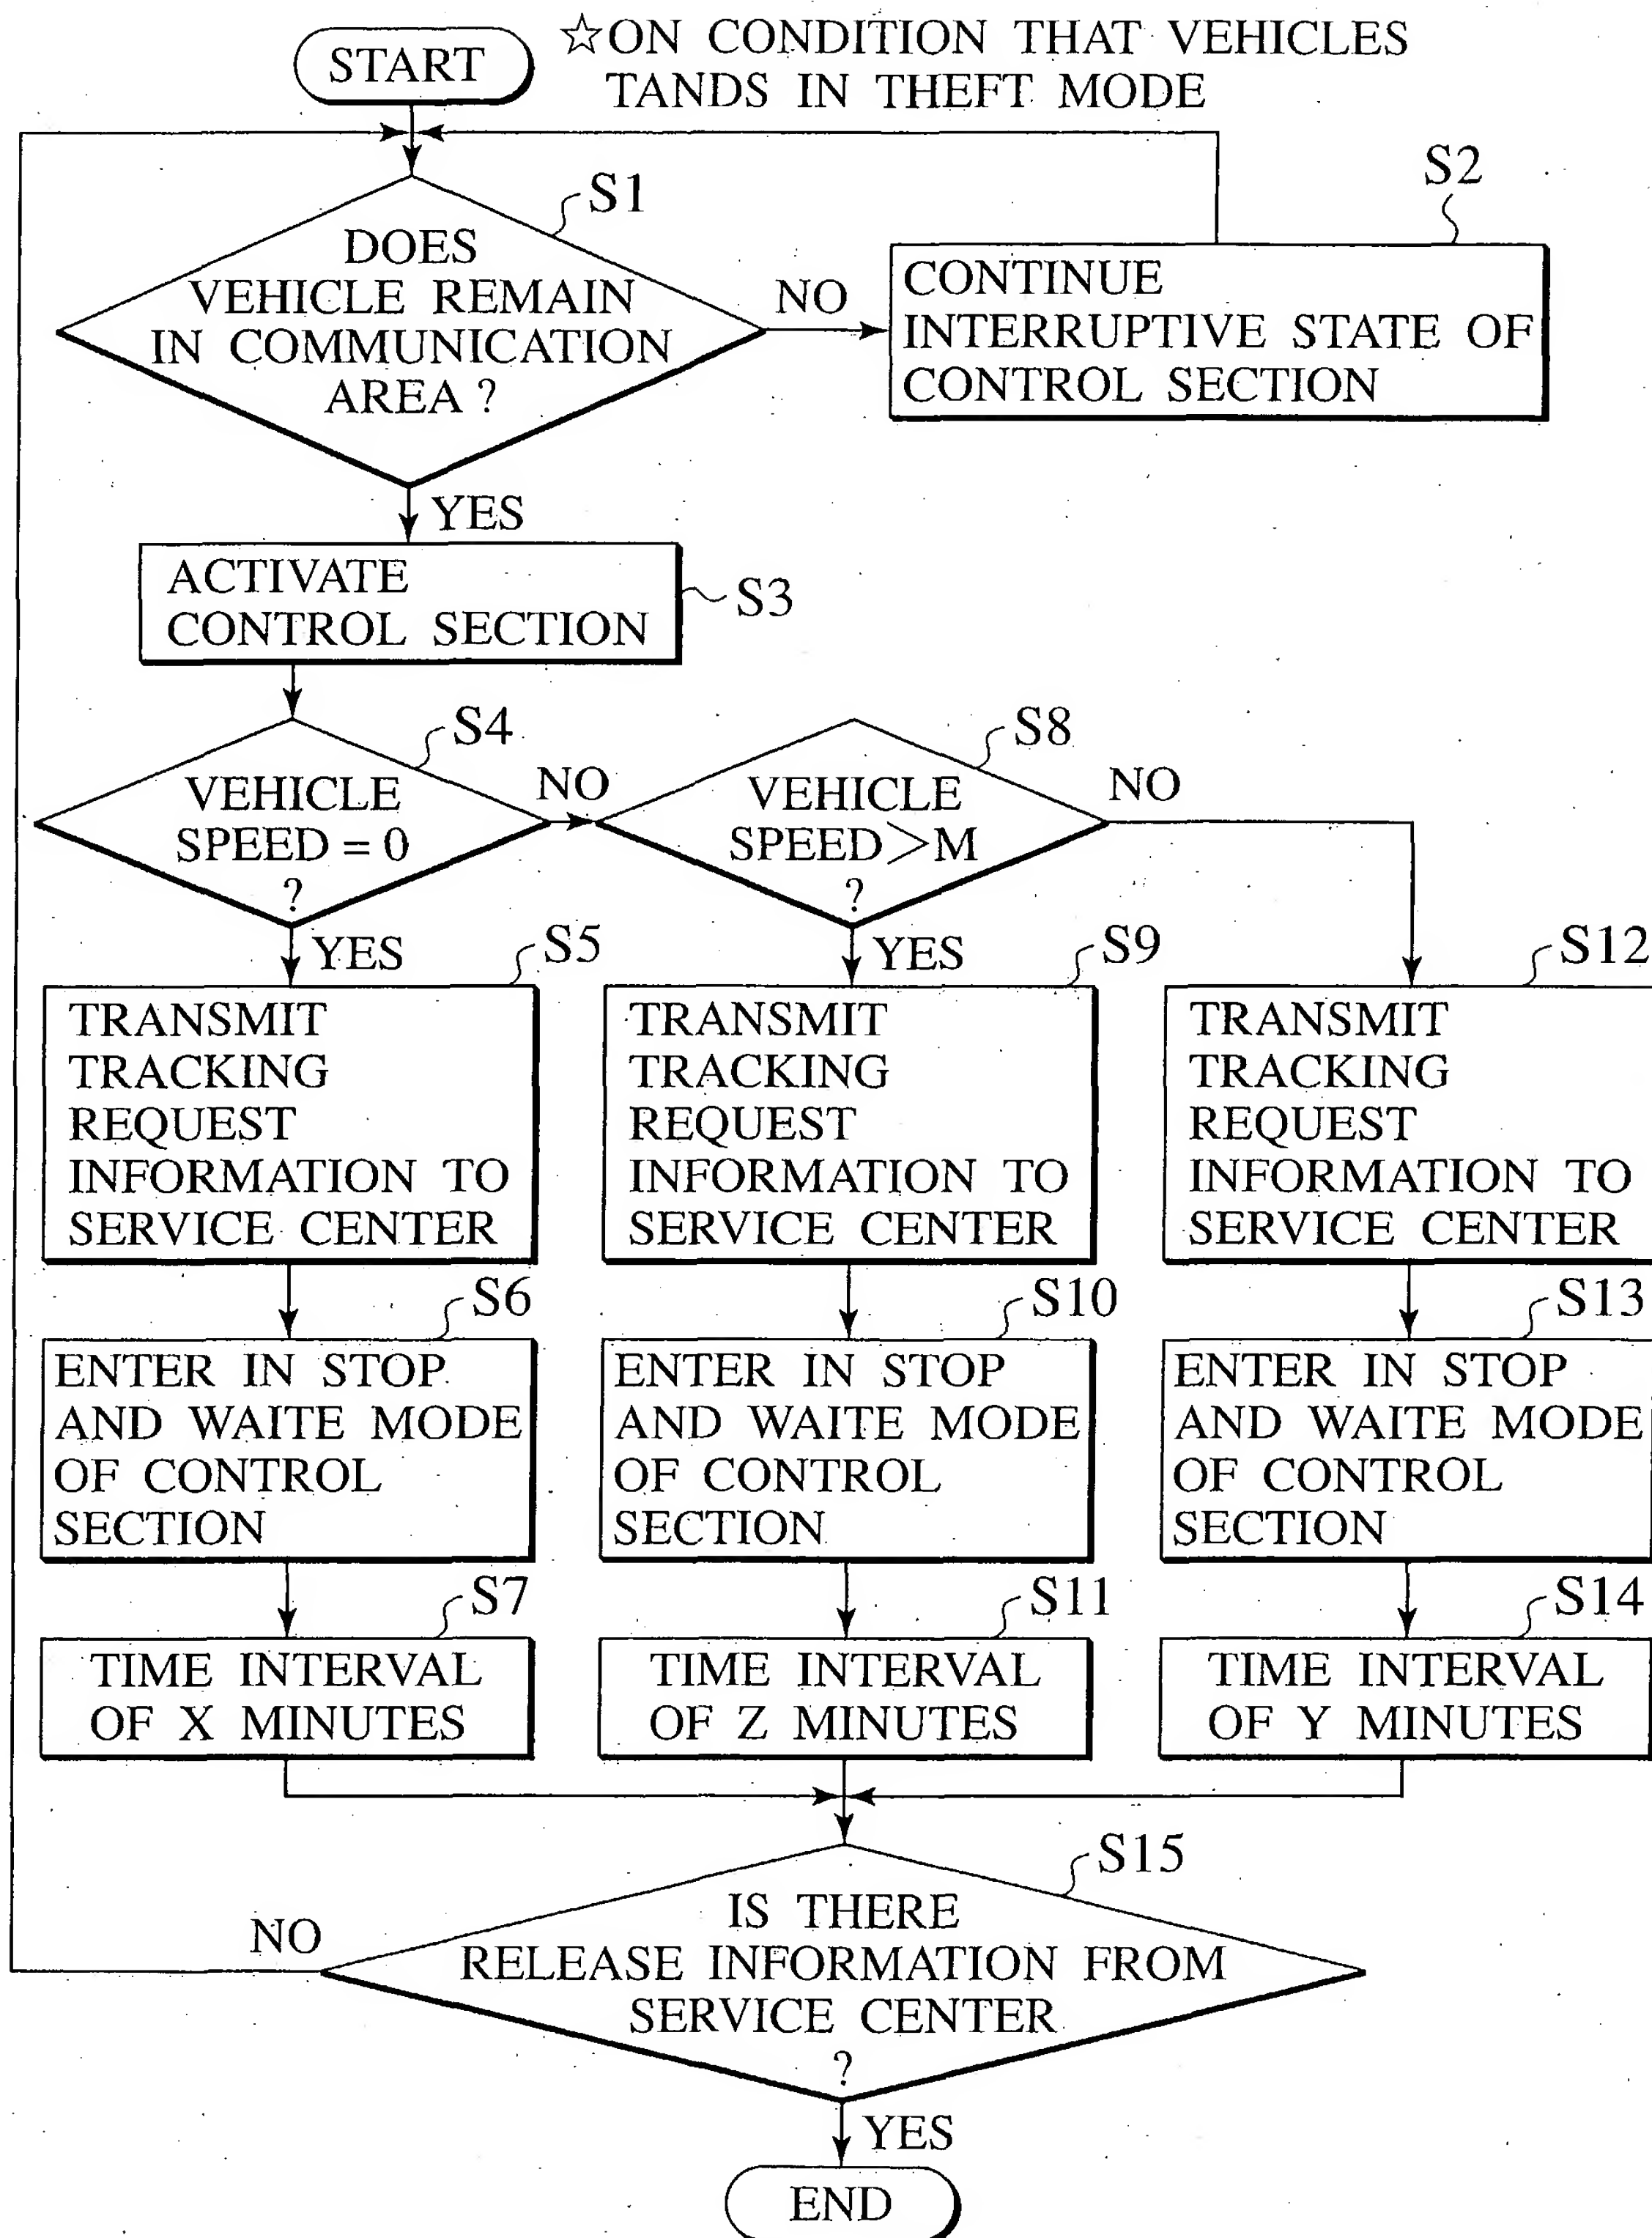 START
☆ON CONDITION THAT VEHICLES
TANDS IN THEFT MODE
S1
DOES
VEHICLE REMAIN
IN COMMUNICATION
AREA ?
NO
S2
CONTINUE
INTERRUPTIVE STATE OF
CONTROL SECTION
YES
ACTIVATE
CONTROL SECTION
S3
S4
VEHICLE
SPEED = 0
?
NO
S8
VEHICLE
SPEED>M
?
NO
YES
S5
TRANSMIT
TRACKING
REQUEST
INFORMATION TO
SERVICE CENTER
YES
S9
TRANSMIT
TRACKING
REQUEST
INFORMATION TO
SERVICE CENTER
S12
TRANSMIT
TRACKING
REQUEST
INFORMATION TO
SERVICE CENTER
S6
ENTER IN STOP
AND WAITE MODE
OF CONTROL
SECTION
S10
ENTER IN STOP
AND WAITE MODE
OF CONTROL
SECTION
S13
ENTER IN STOP
AND WAITE MODE
OF CONTROL
SECTION
S7
TIME INTERVAL
OF X MINUTES
S11
TIME INTERVAL
OF Z MINUTES
S14
TIME INTERVAL
OF Y MINUTES
S15
IS THERE
RELEASE INFORMATION FROM
SERVICE CENTER
?
NO
YES
END